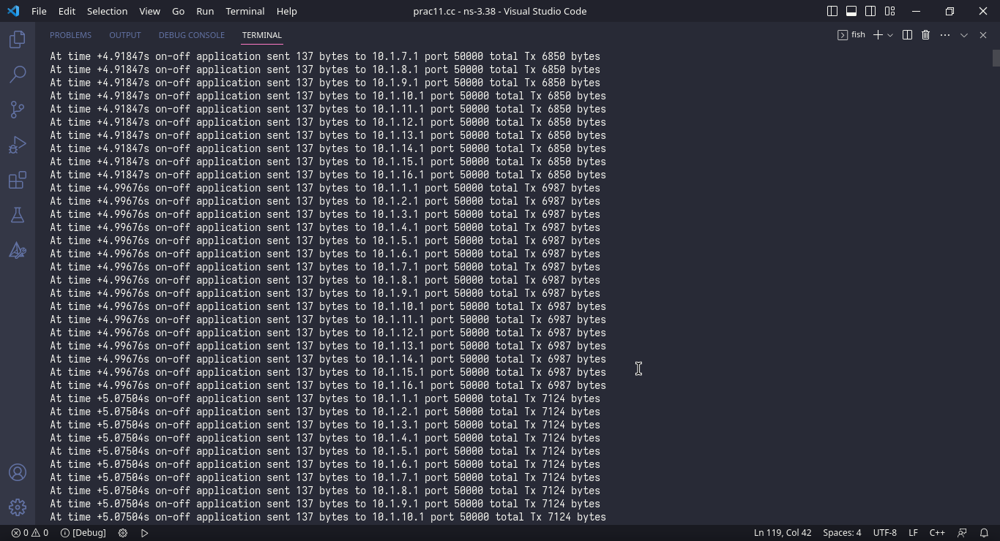 File Edit Selection View Go Run Terminal Help prac11.cc - ns-3.38 - Visual Studio Code
PROBLEMS OUTPUT DEBUG CONSOLE TERMINAL fish
At time +4.91847s on-off application sent 137 bytes to 10.1.7.1 port 50000 total Tx 6850 bytes
At time +4.91847s on-off application sent 137 bytes to 10.1.8.1 port 50000 total Tx 6850 bytes
At time +4.91847s on-off application sent 137 bytes to 10.1.9.1 port 50000 total Tx 6850 bytes
At time +4.91847s on-off application sent 137 bytes to 10.1.10.1 port 50000 total Tx 6850 bytes
At time +4.91847s on-off application sent 137 bytes to 10.1.11.1 port 50000 total Tx 6850 bytes
At time +4.91847s on-off application sent 137 bytes to 10.1.12.1 port 50000 total Tx 6850 bytes
At time +4.91847s on-off application sent 137 bytes to 10.1.13.1 port 50000 total Tx 6850 bytes
At time +4.91847s on-off application sent 137 bytes to 10.1.14.1 port 50000 total Tx 6850 bytes
At time +4.91847s on-off application sent 137 bytes to 10.1.15.1 port 50000 total Tx 6850 bytes
At time +4.91847s on-off application sent 137 bytes to 10.1.16.1 port 50000 total Tx 6850 bytes
At time +4.99676s on-off application sent 137 bytes to 10.1.1.1 port 50000 total Tx 6987 bytes
At time +4.99676s on-off application sent 137 bytes to 10.1.2.1 port 50000 total Tx 6987 bytes
At time +4.99676s on-off application sent 137 bytes to 10.1.3.1 port 50000 total Tx 6987 bytes
At time +4.99676s on-off application sent 137 bytes to 10.1.4.1 port 50000 total Tx 6987 bytes
At time +4.99676s on-off application sent 137 bytes to 10.1.5.1 port 50000 total Tx 6987 bytes
At time +4.99676s on-off application sent 137 bytes to 10.1.6.1 port 50000 total Tx 6987 bytes
At time +4.99676s on-off application sent 137 bytes to 10.1.7.1 port 50000 total Tx 6987 bytes
At time +4.99676s on-off application sent 137 bytes to 10.1.8.1 port 50000 total Tx 6987 bytes
At time +4.99676s on-off application sent 137 bytes to 10.1.9.1 port 50000 total Tx 6987 bytes
At time +4.99676s on-off application sent 137 bytes to 10.1.10.1 port 50000 total Tx 6987 bytes
At time +4.99676s on-off application sent 137 bytes to 10.1.11.1 port 50000 total Tx 6987 bytes
At time +4.99676s on-off application sent 137 bytes to 10.1.12.1 port 50000 total Tx 6987 bytes
At time +4.99676s on-off application sent 137 bytes to 10.1.13.1 port 50000 total Tx 6987 bytes
At time +4.99676s on-off application sent 137 bytes to 10.1.14.1 port 50000 total Tx 6987 bytes
At time +4.99676s on-off application sent 137 bytes to 10.1.15.1 port 50000 total Tx 6987 bytes
At time +4.99676s on-off application sent 137 bytes to 10.1.16.1 port 50000 total Tx 6987 bytes
At time +5.07504s on-off application sent 137 bytes to 10.1.1.1 port 50000 total Tx 7124 bytes
At time +5.07504s on-off application sent 137 bytes to 10.1.2.1 port 50000 total Tx 7124 bytes
At time +5.07504s on-off application sent 137 bytes to 10.1.3.1 port 50000 total Tx 7124 bytes
At time +5.07504s on-off application sent 137 bytes to 10.1.4.1 port 50000 total Tx 7124 bytes
At time +5.07504s on-off application sent 137 bytes to 10.1.5.1 port 50000 total Tx 7124 bytes
At time +5.07504s on-off application sent 137 bytes to 10.1.6.1 port 50000 total Tx 7124 bytes
At time +5.07504s on-off application sent 137 bytes to 10.1.7.1 port 50000 total Tx 7124 bytes
At time +5.07504s on-off application sent 137 bytes to 10.1.8.1 port 50000 total Tx 7124 bytes
At time +5.07504s on-off application sent 137 bytes to 10.1.9.1 port 50000 total Tx 7124 bytes
At time +5.07504s on-off application sent 137 bytes to 10.1.10.1 port 50000 total Tx 7124 bytes
0 0 [Debug] Ln 119, Col 42 Spaces: 4 UTF-8 LF C++